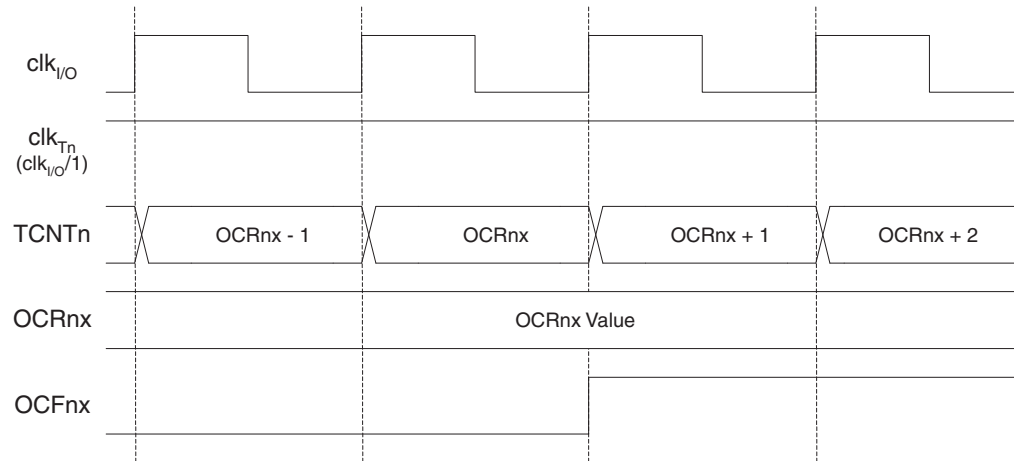 clkI/O
clkTn
(clkI/O/1)
TCNTn
OCRnx - 1
OCRnx
OCRnx + 1
OCRnx + 2
OCRnx
OCRnx Value
OCFnx